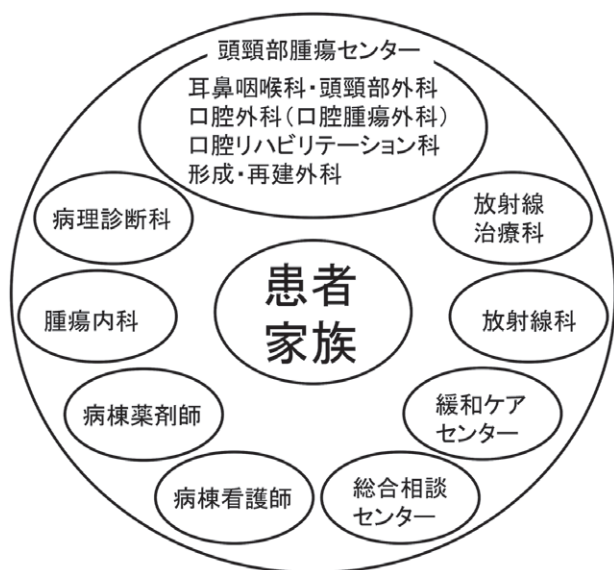 頭頸部腫瘍センター
耳鼻咽喉科・頭頸部外科
口腔外科(口腔腫瘍外科)
口腔リハビリテーション科
形成・再建外科
病理診断科
放射線
治療科
患者
家族
腫瘍内科
放射線科
病棟薬剤師
緩和ケア
センター
病棟看護師
総合相談
センター